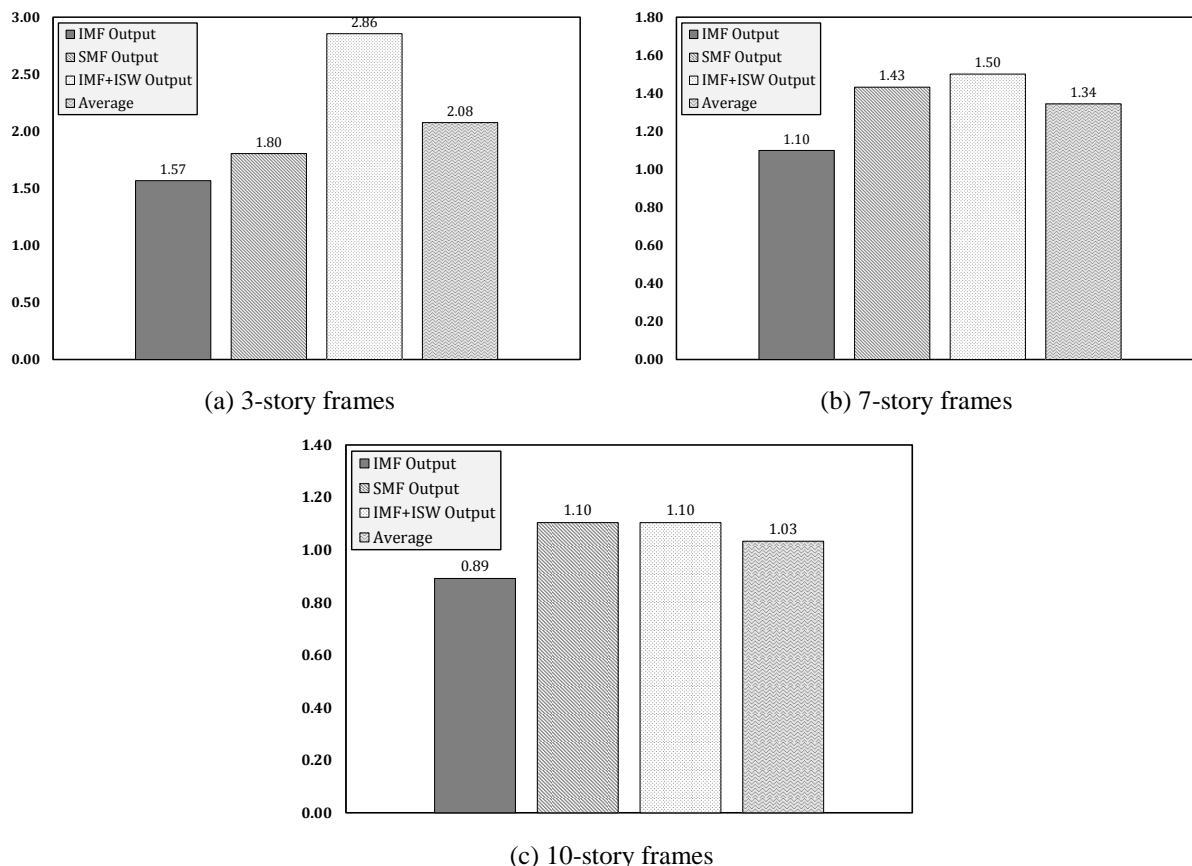 3.00
2.50
2.00
1.50
1.00
0.50
0.00
IMF Output
SMF Output
IMF+ISW Output
Average
1.57
1.80
2.86
2.08
(a) 3-story frames
1.80
1.60
1.40
1.20
1.00
0.80
0.60
0.40
0.20
0.00
IMF Output
SMF Output
IMF+ISW Output
Average
1.10
1.43
1.50
1.34
(b) 7-story frames
1.40
1.20
1.00
0.80
0.60
0.40
0.20
0.00
IMF Output
SMF Output
IMF+ISW Output
Average
0.89
1.10
1.10
1.03
(c) 10-story frames